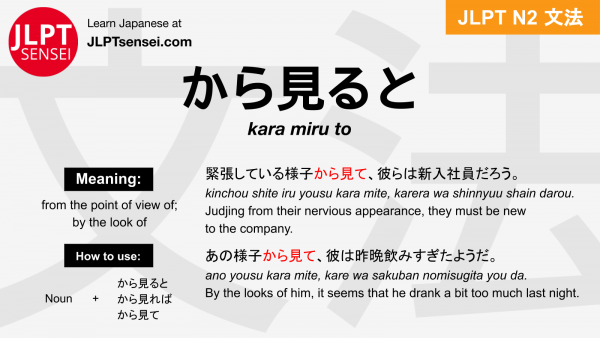 JLPT
SENSEI
Learn Japanese at
JLPTsensei.com
JLPT N2 文法
から見ると
kara miru to
Meaning:
from the point of view of;
by the look of
How to use:
Noun + から見ると
から見れば
から見て
緊張している様子から見て、彼らは新入社員だろう。
kinchou shite iru yousu kara mite, karera wa shinnyuu shain darou.
Judjing from their nervious appearance, they must be new
to the company.
あの様子から見て、彼は昨晩飲みすぎたようだ。
ano yousu kara mite, kare wa sakuban nomisugita you da.
By the looks of him, it seems that he drank a bit too much last night.
文法